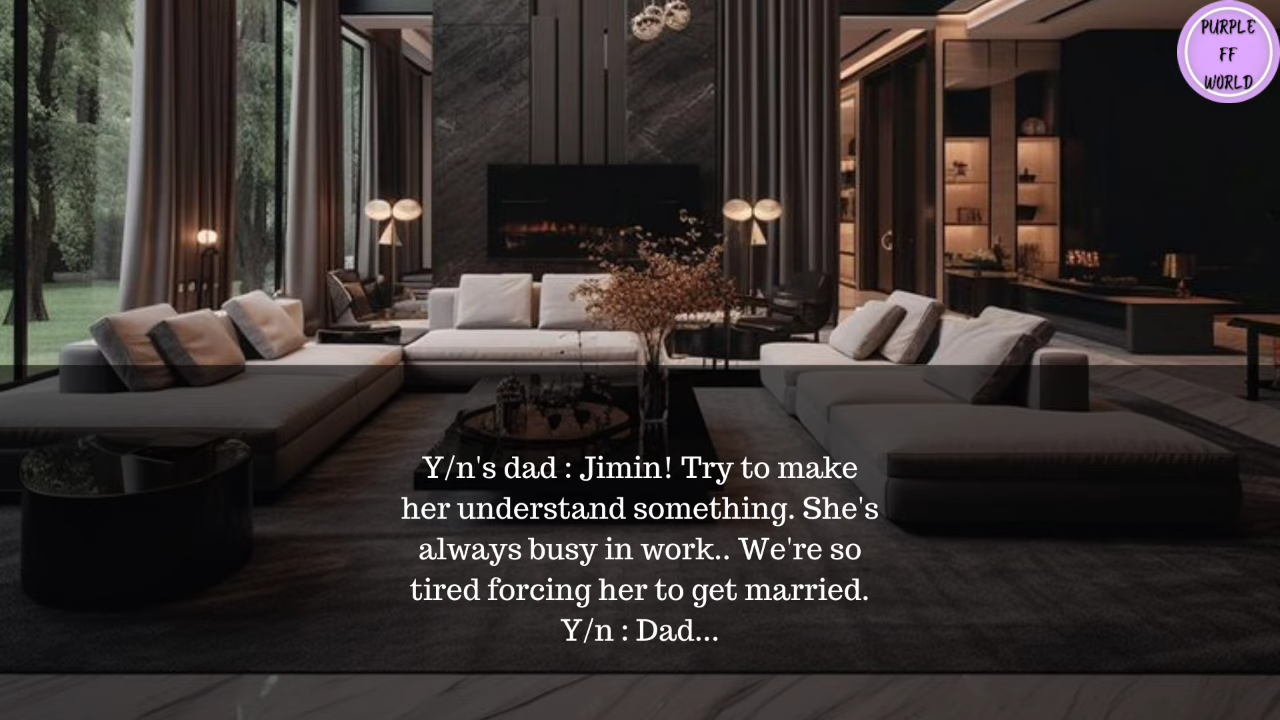 PURPLE
FF
WORLD
Y/n's dad : Jimin! Try to make
her understand something. She's
always busy in work.. We're so
tired forcing her to get married.
Y/n : Dad...